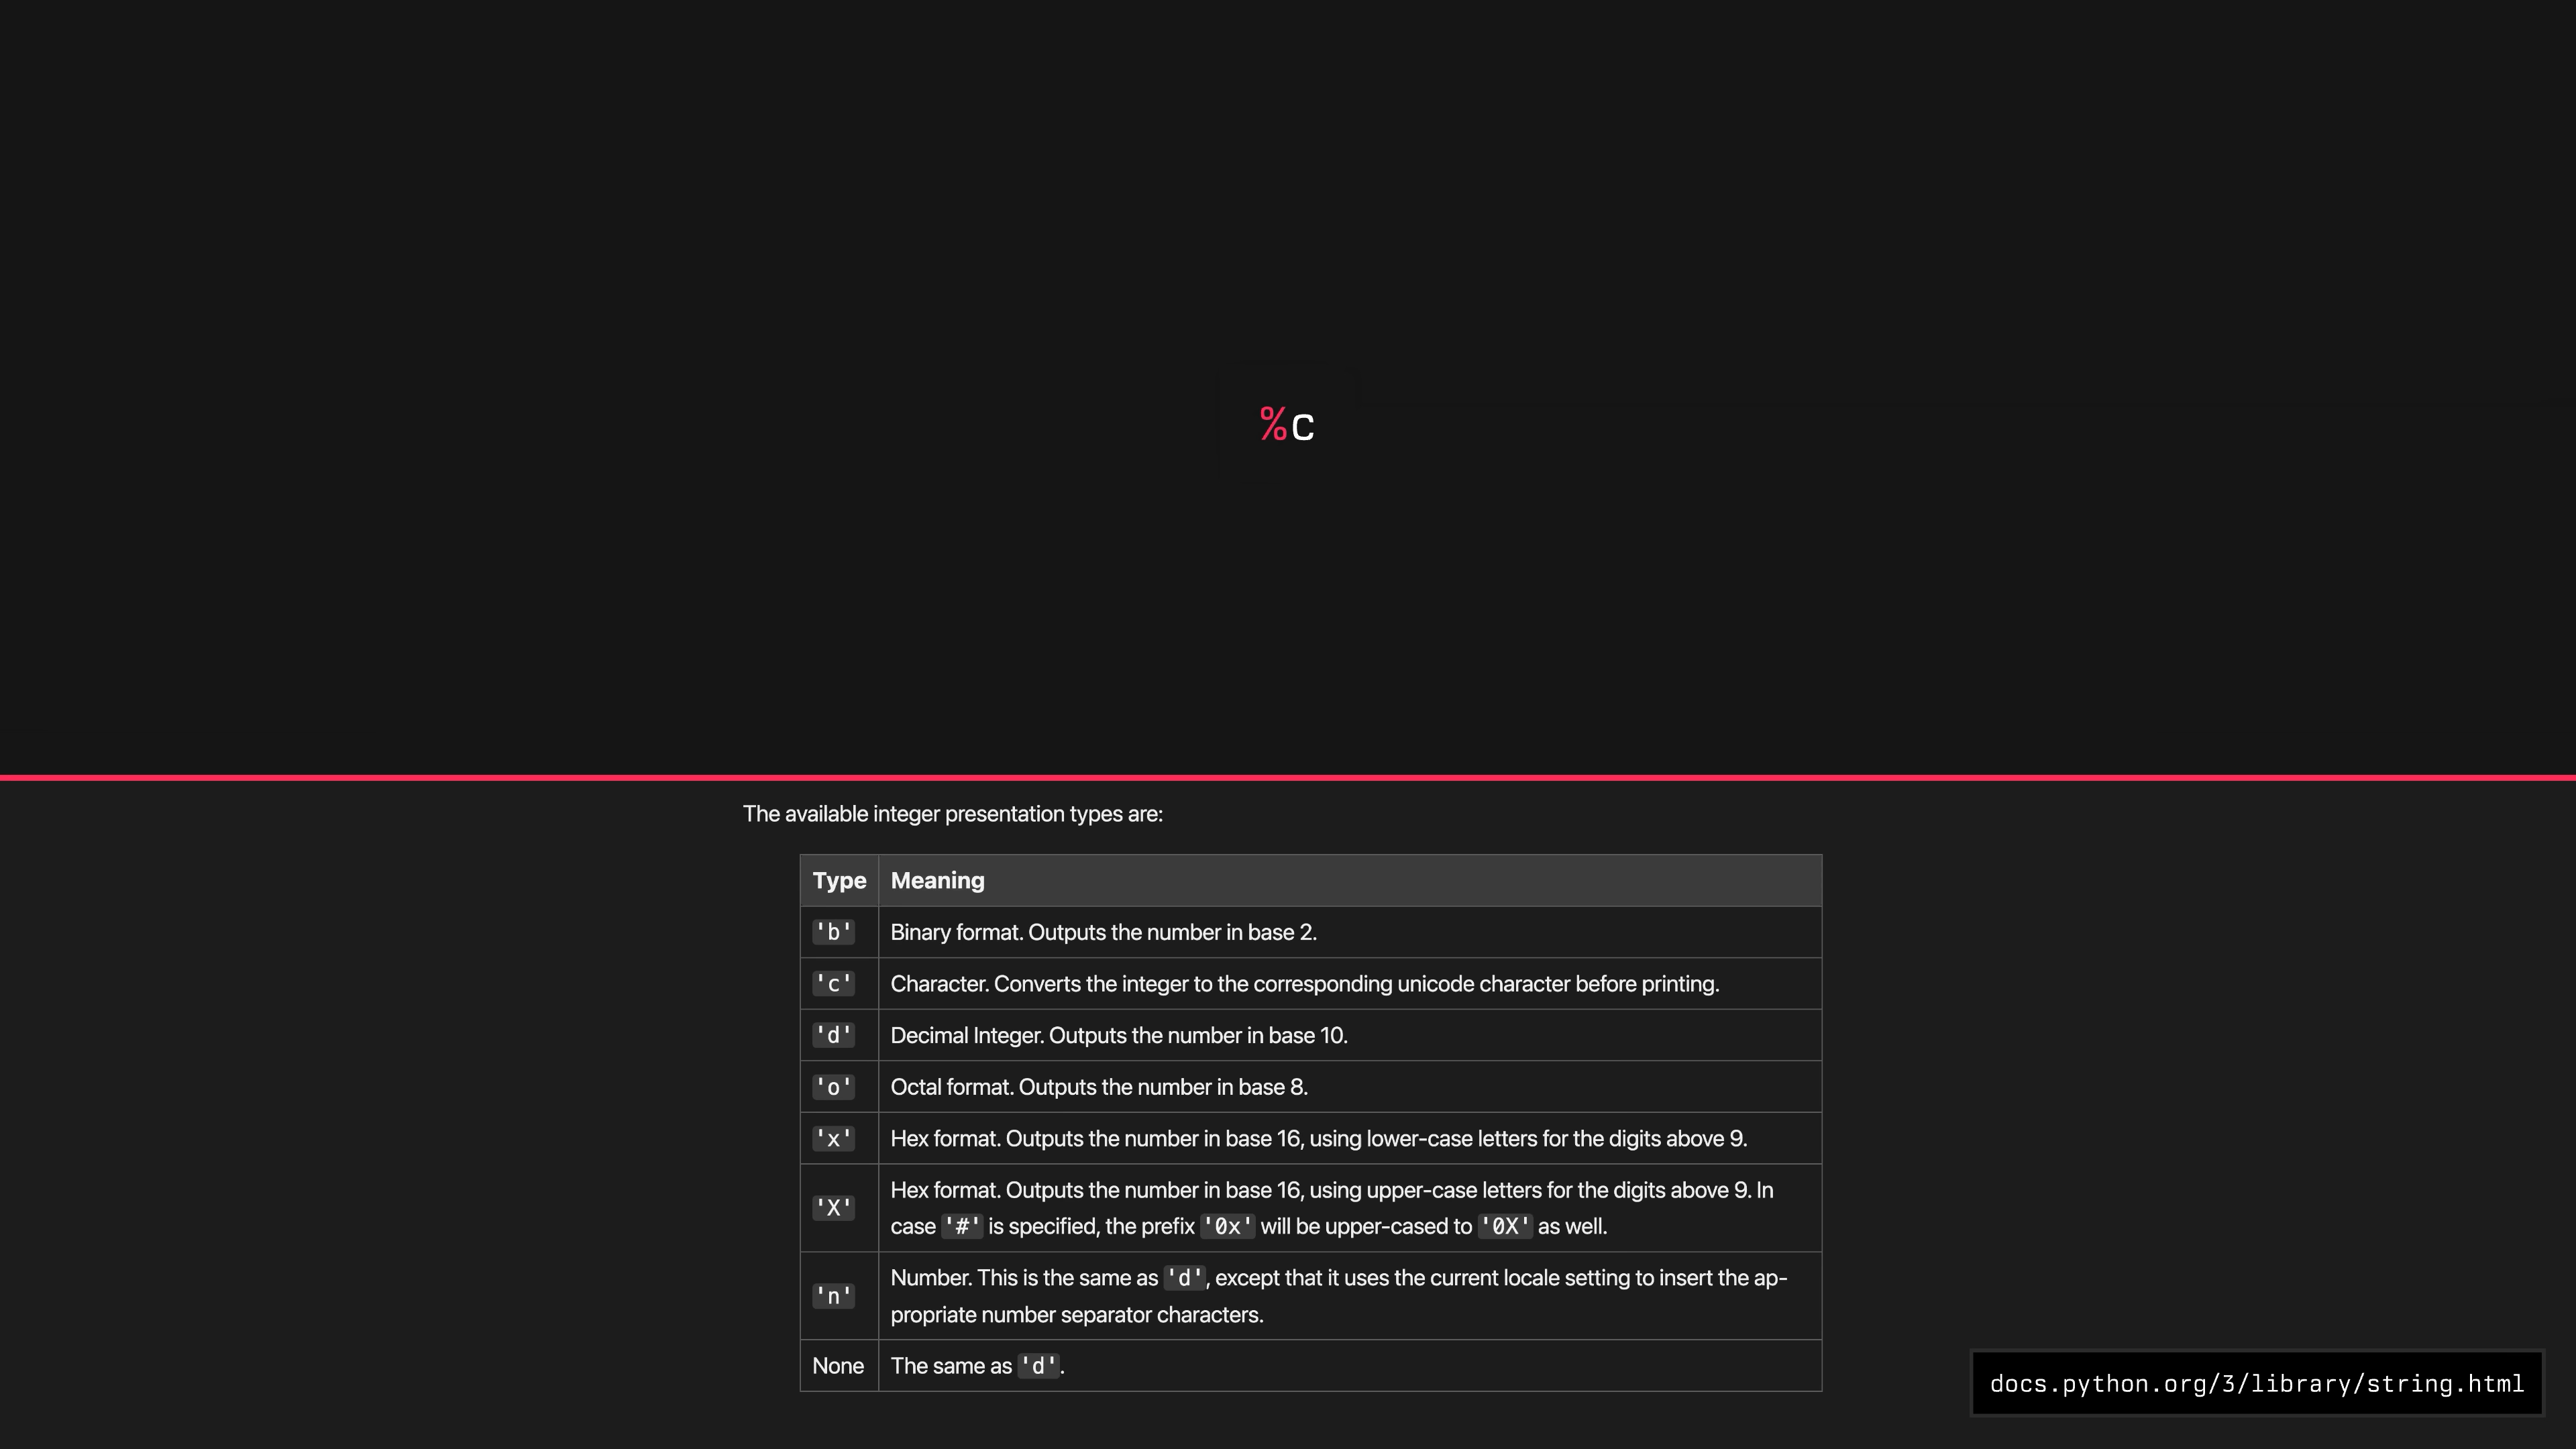 %c
The available integer presentation types are:
Type Meaning
'b' Binary format. Outputs the number in base 2.
'c' Character. Converts the integer to the corresponding unicode character before printing.
'd' Decimal Integer. Outputs the number in base 10.
'o' Octal format. Outputs the number in base 8.
'x' Hex format. Outputs the number in base 16, using lower-case letters for the digits above 9.
'X' Hex format. Outputs the number in base 16, using upper-case letters for the digits above 9. In
case '#' is specified, the prefix '0x' will be upper-cased to '0X' as well.
'n' Number. This is the same as 'd', except that it uses the current locale setting to insert the ap-
propriate number separator characters.
None The same as 'd'.
docs.python.org/3/library/string.html